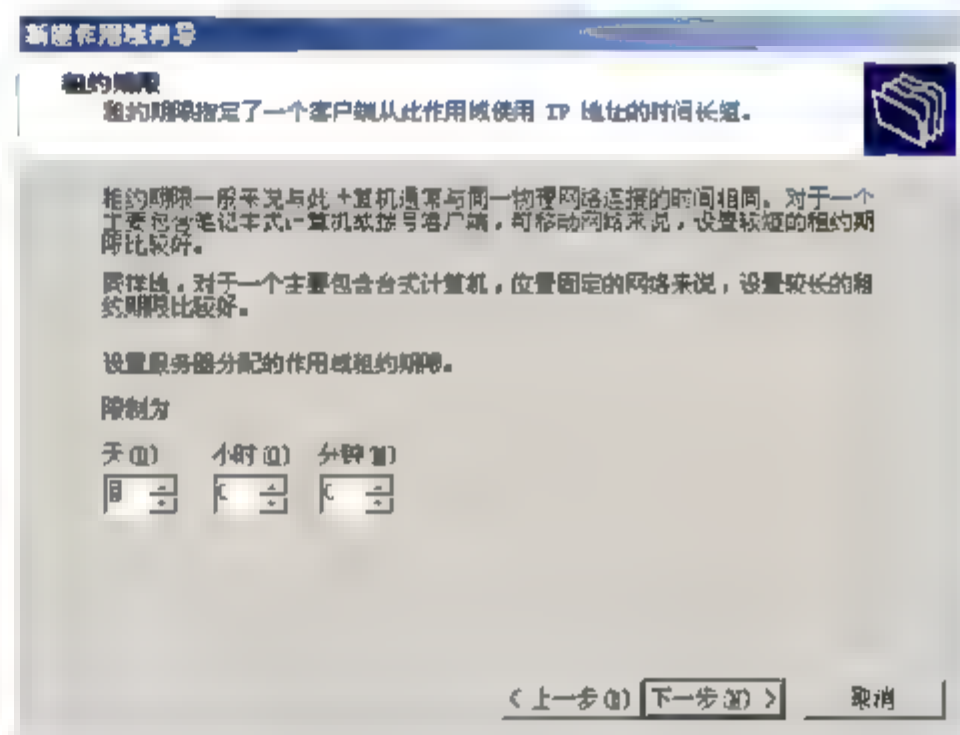 新建作用域向导
租约期限
租约期限指定了一个客户端从此作用域使用 IP 地址的时间长短。
租约期限一般来说与此计算机通常与同一物理网络连接的时间相同。对于一个
主要包含笔记本式计算机或拨号客户端，可移动网络来说，设置较短的租约期
限比较好。
同样地，对于一个主要包含台式计算机，位置固定的网络来说，设置较长的租
约期限比较好。
设置服务器分配的作用域租约期限。
限制为
天(D) 小时(O) 分钟(M)
< 上一步(B) 下一步(N) > 取消